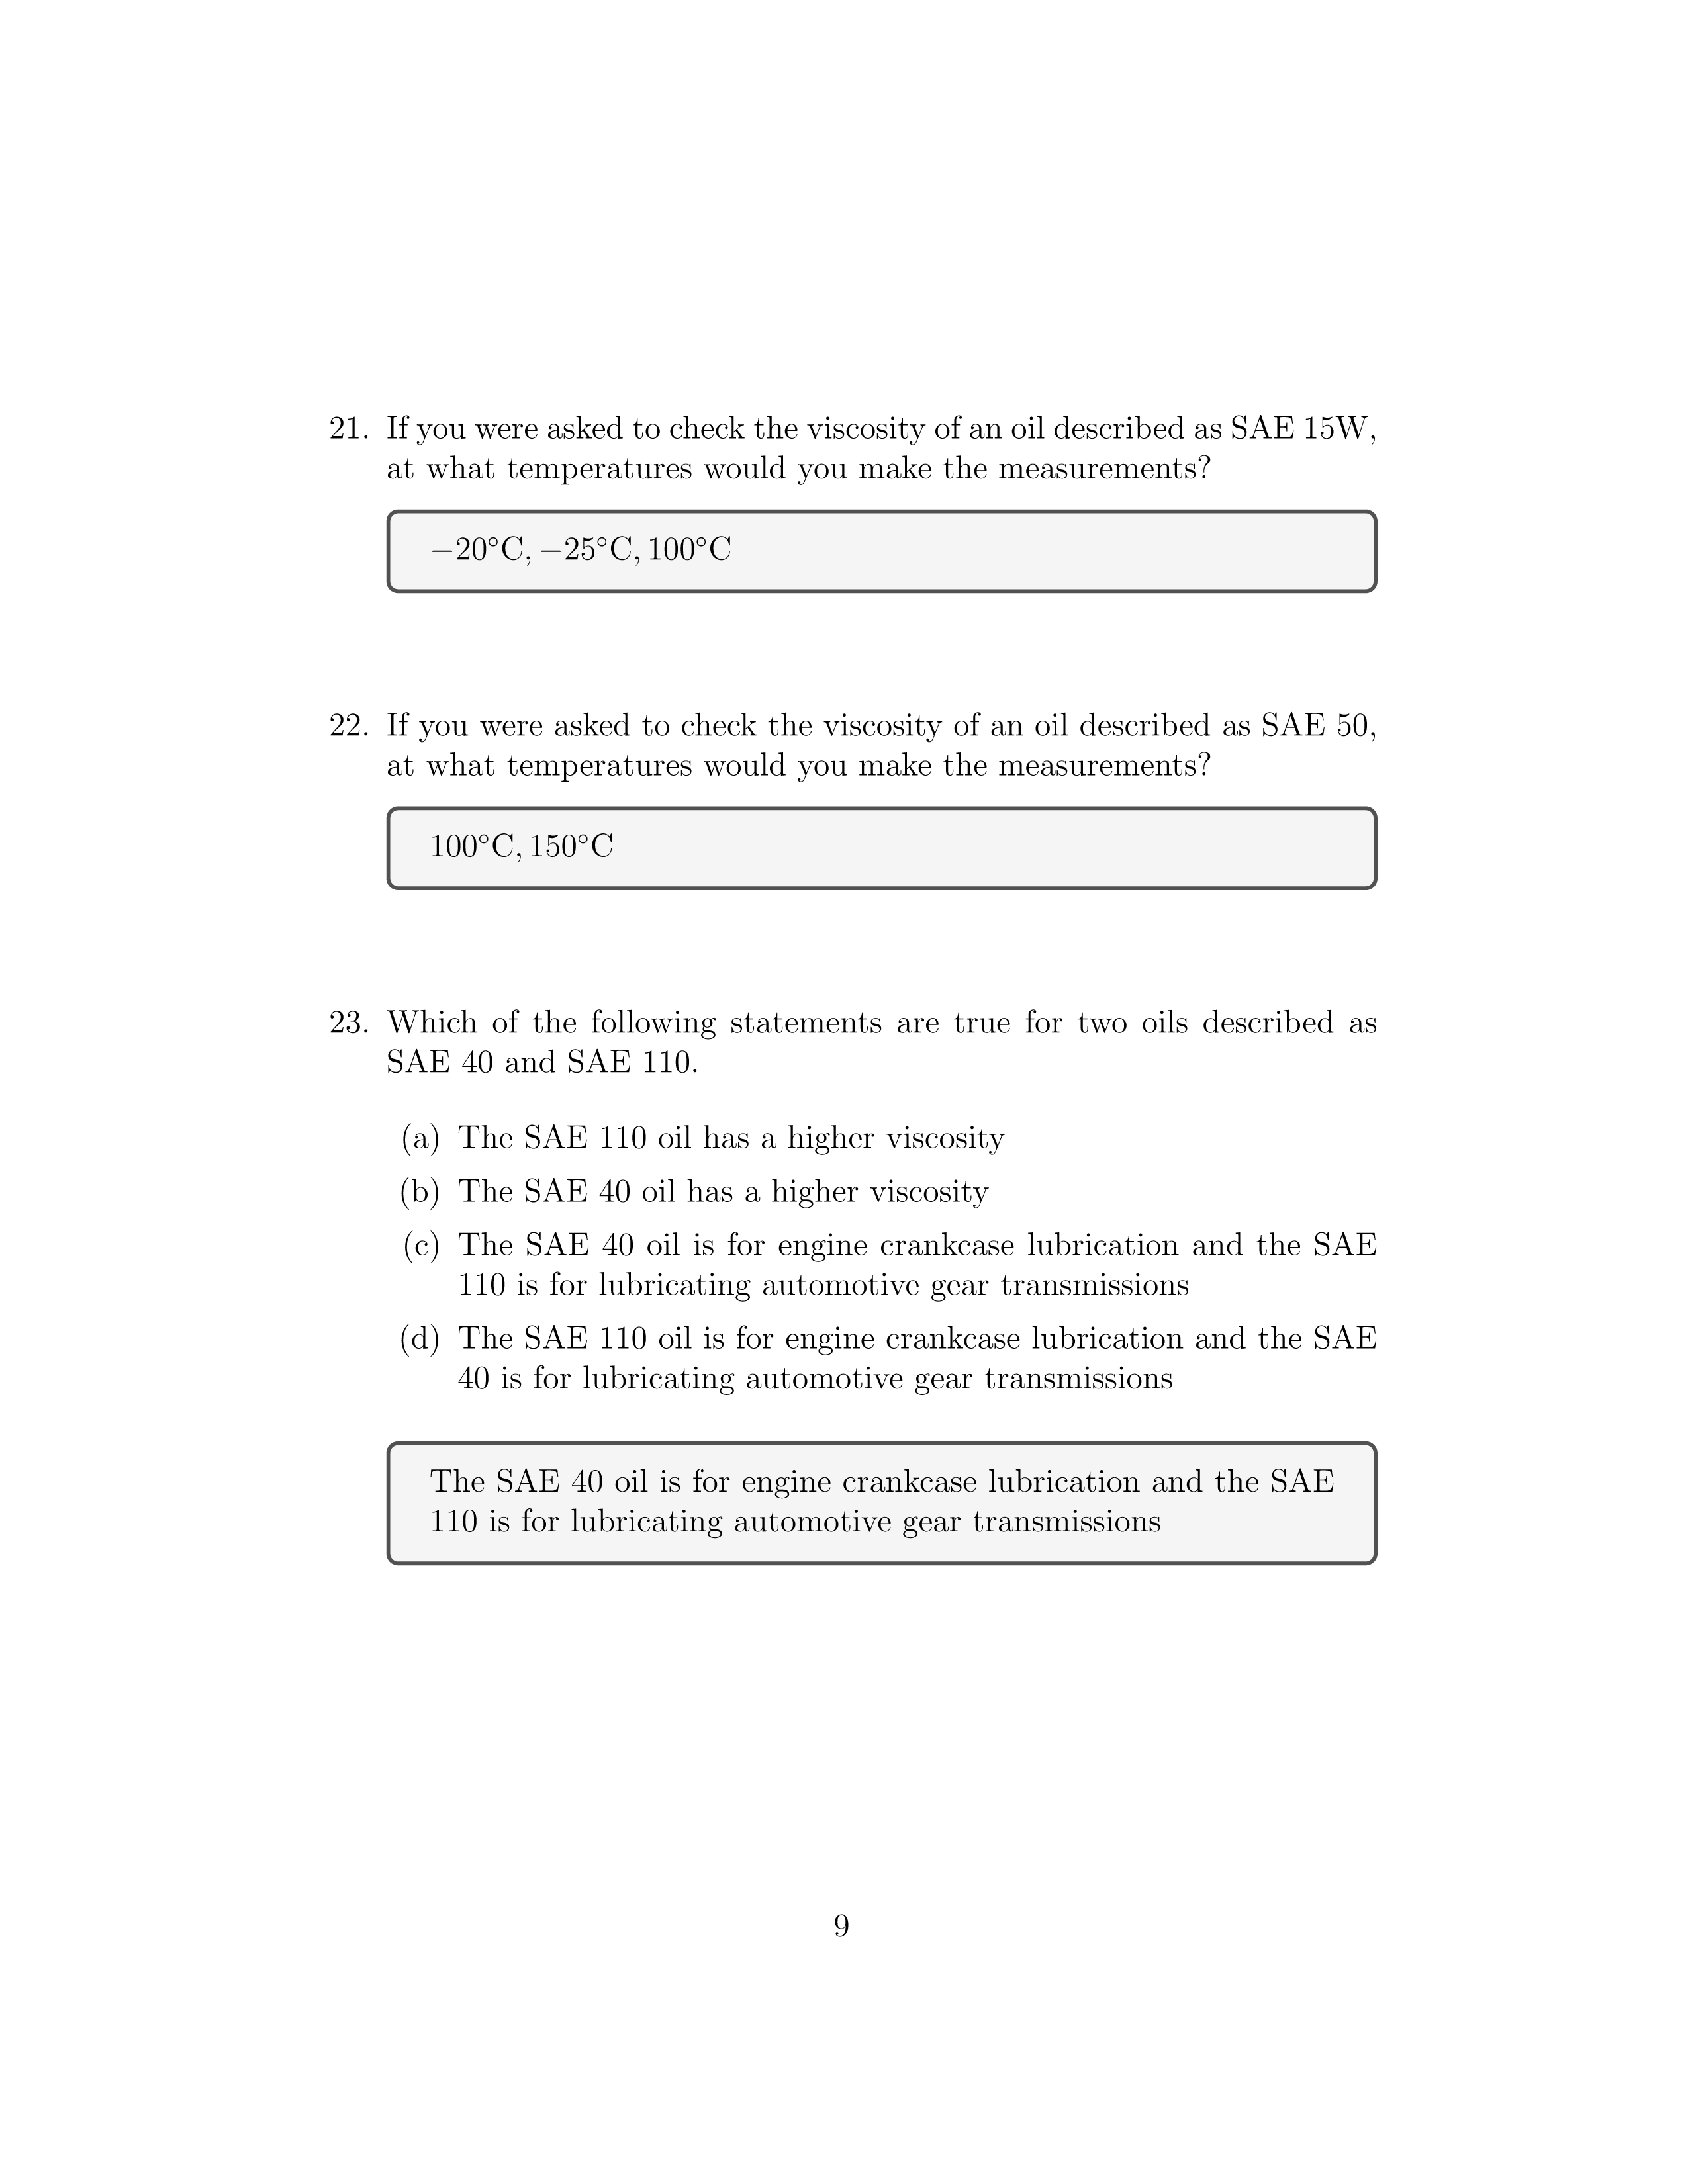 21. If you were asked to check the viscosity of an oil described as SAE 15W,
at what temperatures would you make the measurements?
−20°C, −25°C, 100°C
22. If you were asked to check the viscosity of an oil described as SAE 50,
at what temperatures would you make the measurements?
100°C, 150°C
23. Which of the following statements are true for two oils described as
SAE 40 and SAE 110.
(a) The SAE 110 oil has a higher viscosity
(b) The SAE 40 oil has a higher viscosity
(c) The SAE 40 oil is for engine crankcase lubrication and the SAE
110 is for lubricating automotive gear transmissions
(d) The SAE 110 oil is for engine crankcase lubrication and the SAE
40 is for lubricating automotive gear transmissions
The SAE 40 oil is for engine crankcase lubrication and the SAE
110 is for lubricating automotive gear transmissions
9